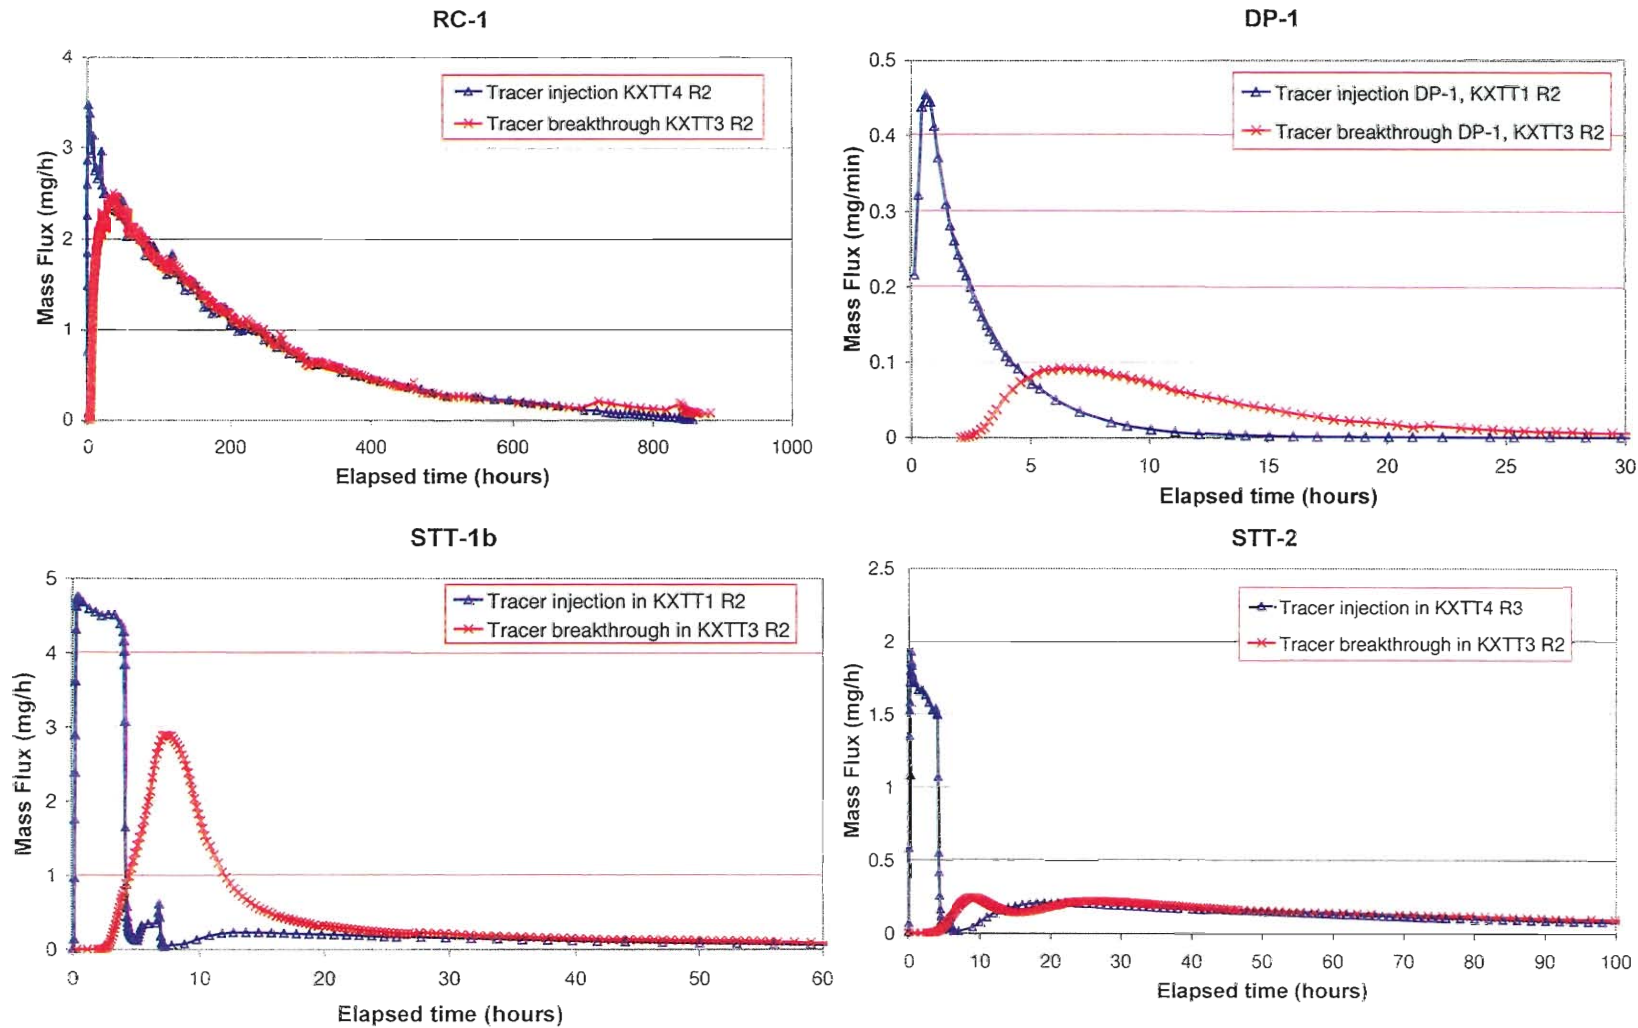 RC-1
4
3
2
1
0
Mass Flux (mg/h)
Tracer injection KXTT4 R2
Tracer breakthrough KXTT3 R2
0 200 400 600 800 1000
Elapsed time (hours)
DP-1
0.5
0.4
0.3
0.2
0.1
0
Mass Flux (mg/min)
Tracer injection DP-1, KXTT1 R2
Tracer breakthrough DP-1, KXTT3 R2
0 5 10 15 20 25 30
Elapsed time (hours)
STT-1b
5
4
3
2
1
0
Mass Flux (mg/h)
Tracer injection in KXTT1 R2
Tracer breakthrough in KXTT3 R2
0 10 20 30 40 50 60
Elapsed time (hours)
STT-2
2.5
2
1.5
1
0.5
0
Mass Flux (mg/h)
Tracer injection in KXTT4 R3
Tracer breakthrough in KXTT3 R2
0 10 20 30 40 50 60 70 80 90 100
Elapsed time (hours)